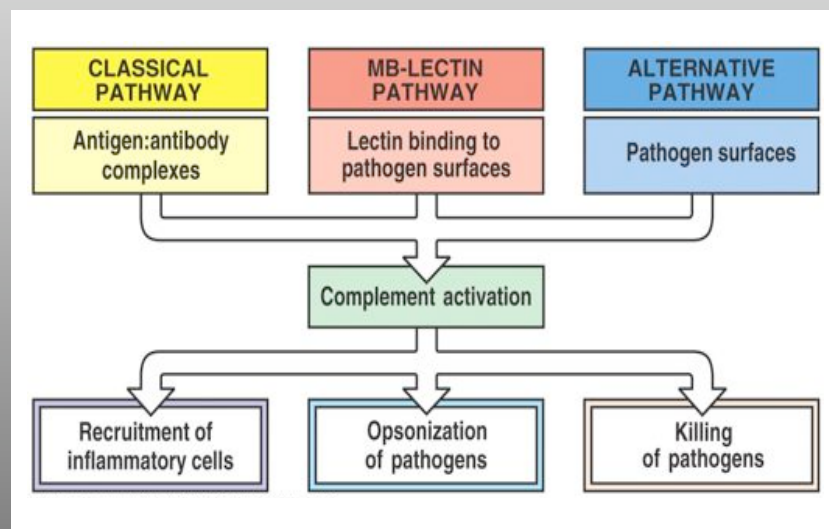 CLASSICAL
PATHWAY
Antigen:antibody
complexes
MB-LECTIN
PATHWAY
Lectin binding to
pathogen surfaces
ALTERNATIVE
PATHWAY
Pathogen surfaces
Complement activation
Recruitment of
inflammatory cells
Opsonization
of pathogens
Killing
of pathogens